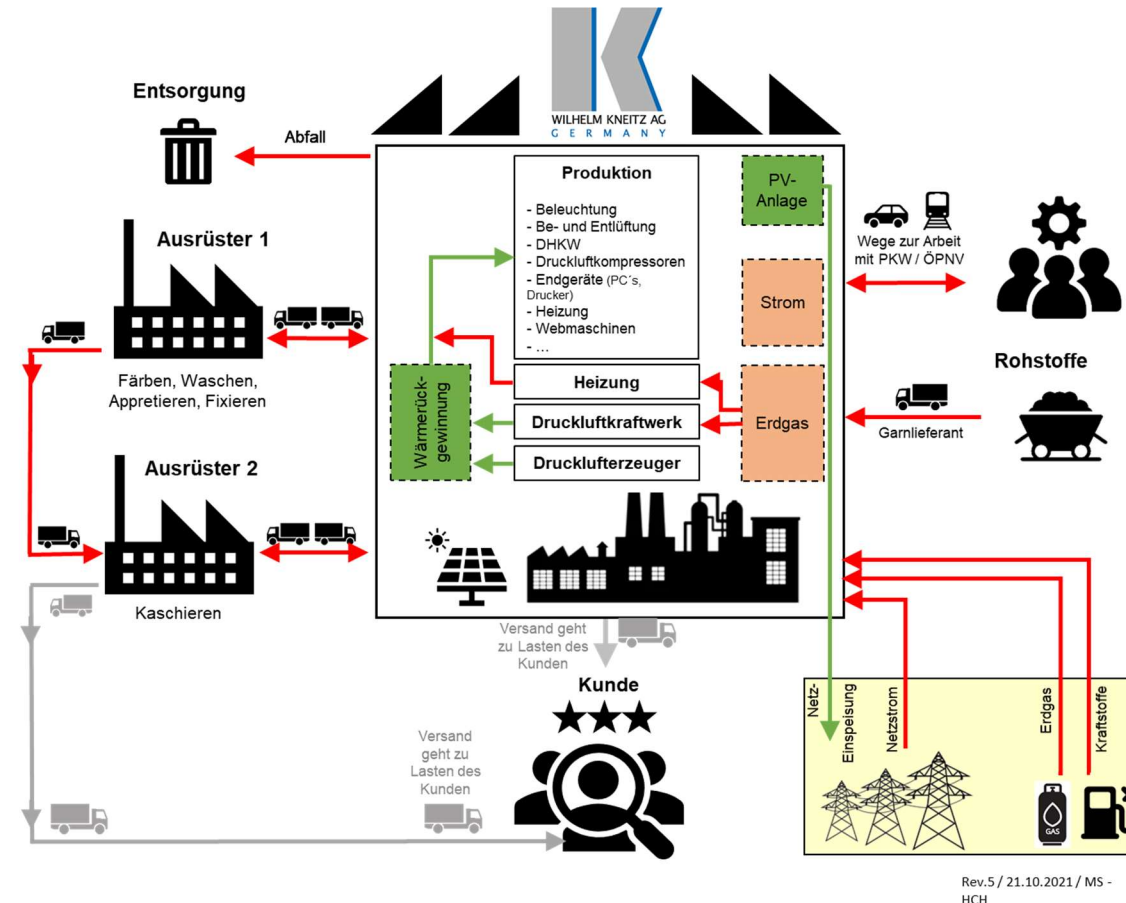 WILHELM KNEITZ AG
GERMANY
Entsorgung
Abfall
Produktion
- Beleuchtung
- Be- und Entlüftung
- DHKW
- Druckluftkompressoren
- Endgeräte (PC´s,
Drucker)
- Heizung
- Webmaschinen
- ...
PV-
Anlage
Strom
Erdgas
Heizung
Druckluftkraftwerk
Drucklufterzeuger
Wärmerück-
gewinnung
Ausrüster 1
Färben, Waschen,
Appretieren, Fixieren
Ausrüster 2
Kaschieren
Wege zur Arbeit
mit PKW / ÖPNV
Rohstoffe
Garnlieferant
Versand geht
zu Lasten des
Kunden
Kunde
Versand
geht zu
Lasten des
Kunden
Netz-
Einspeisung
Netzstrom
Erdgas
Kraftstoffe
GAS
Rev.5 / 21.10.2021 / MS -
HCH